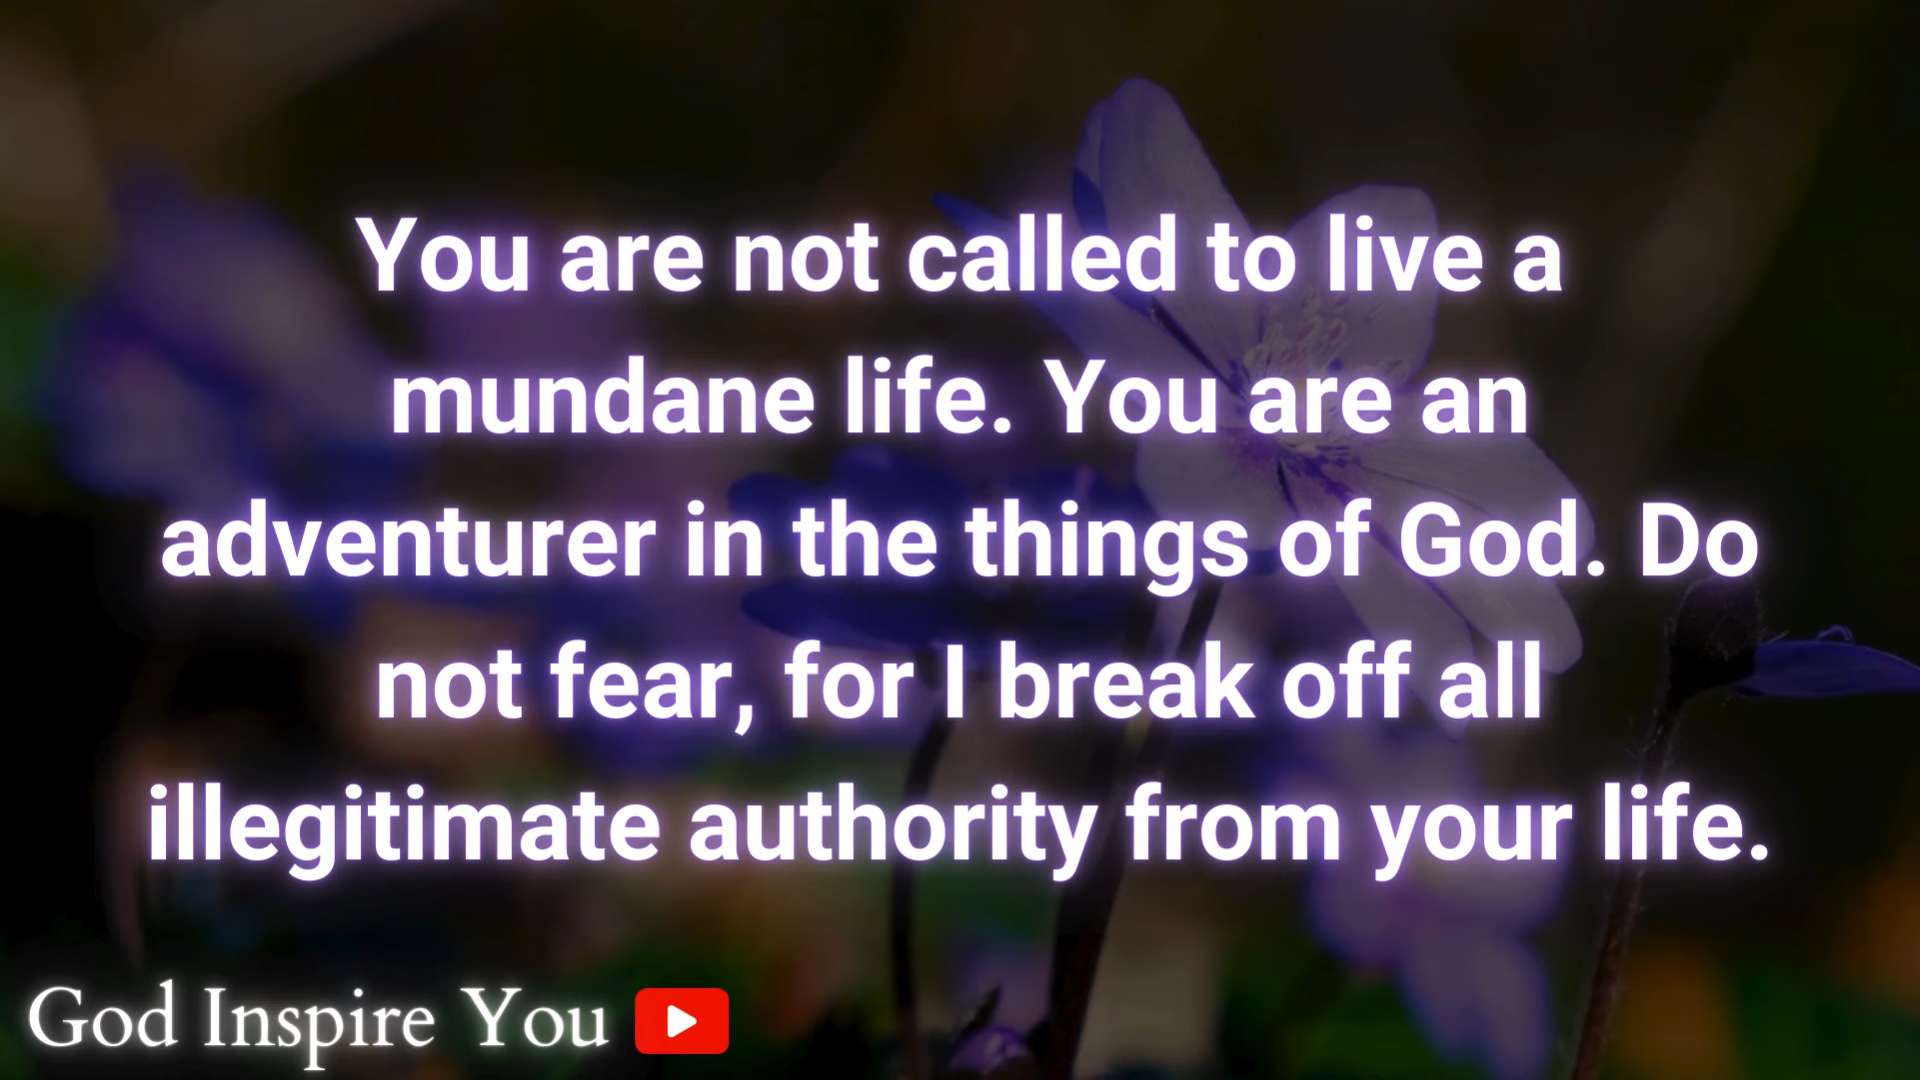 You are not called to live a
mundane life. You are an
adventurer in the things of God. Do
not fear, for I break off all
illegitimate authority from your life.
God Inspire You